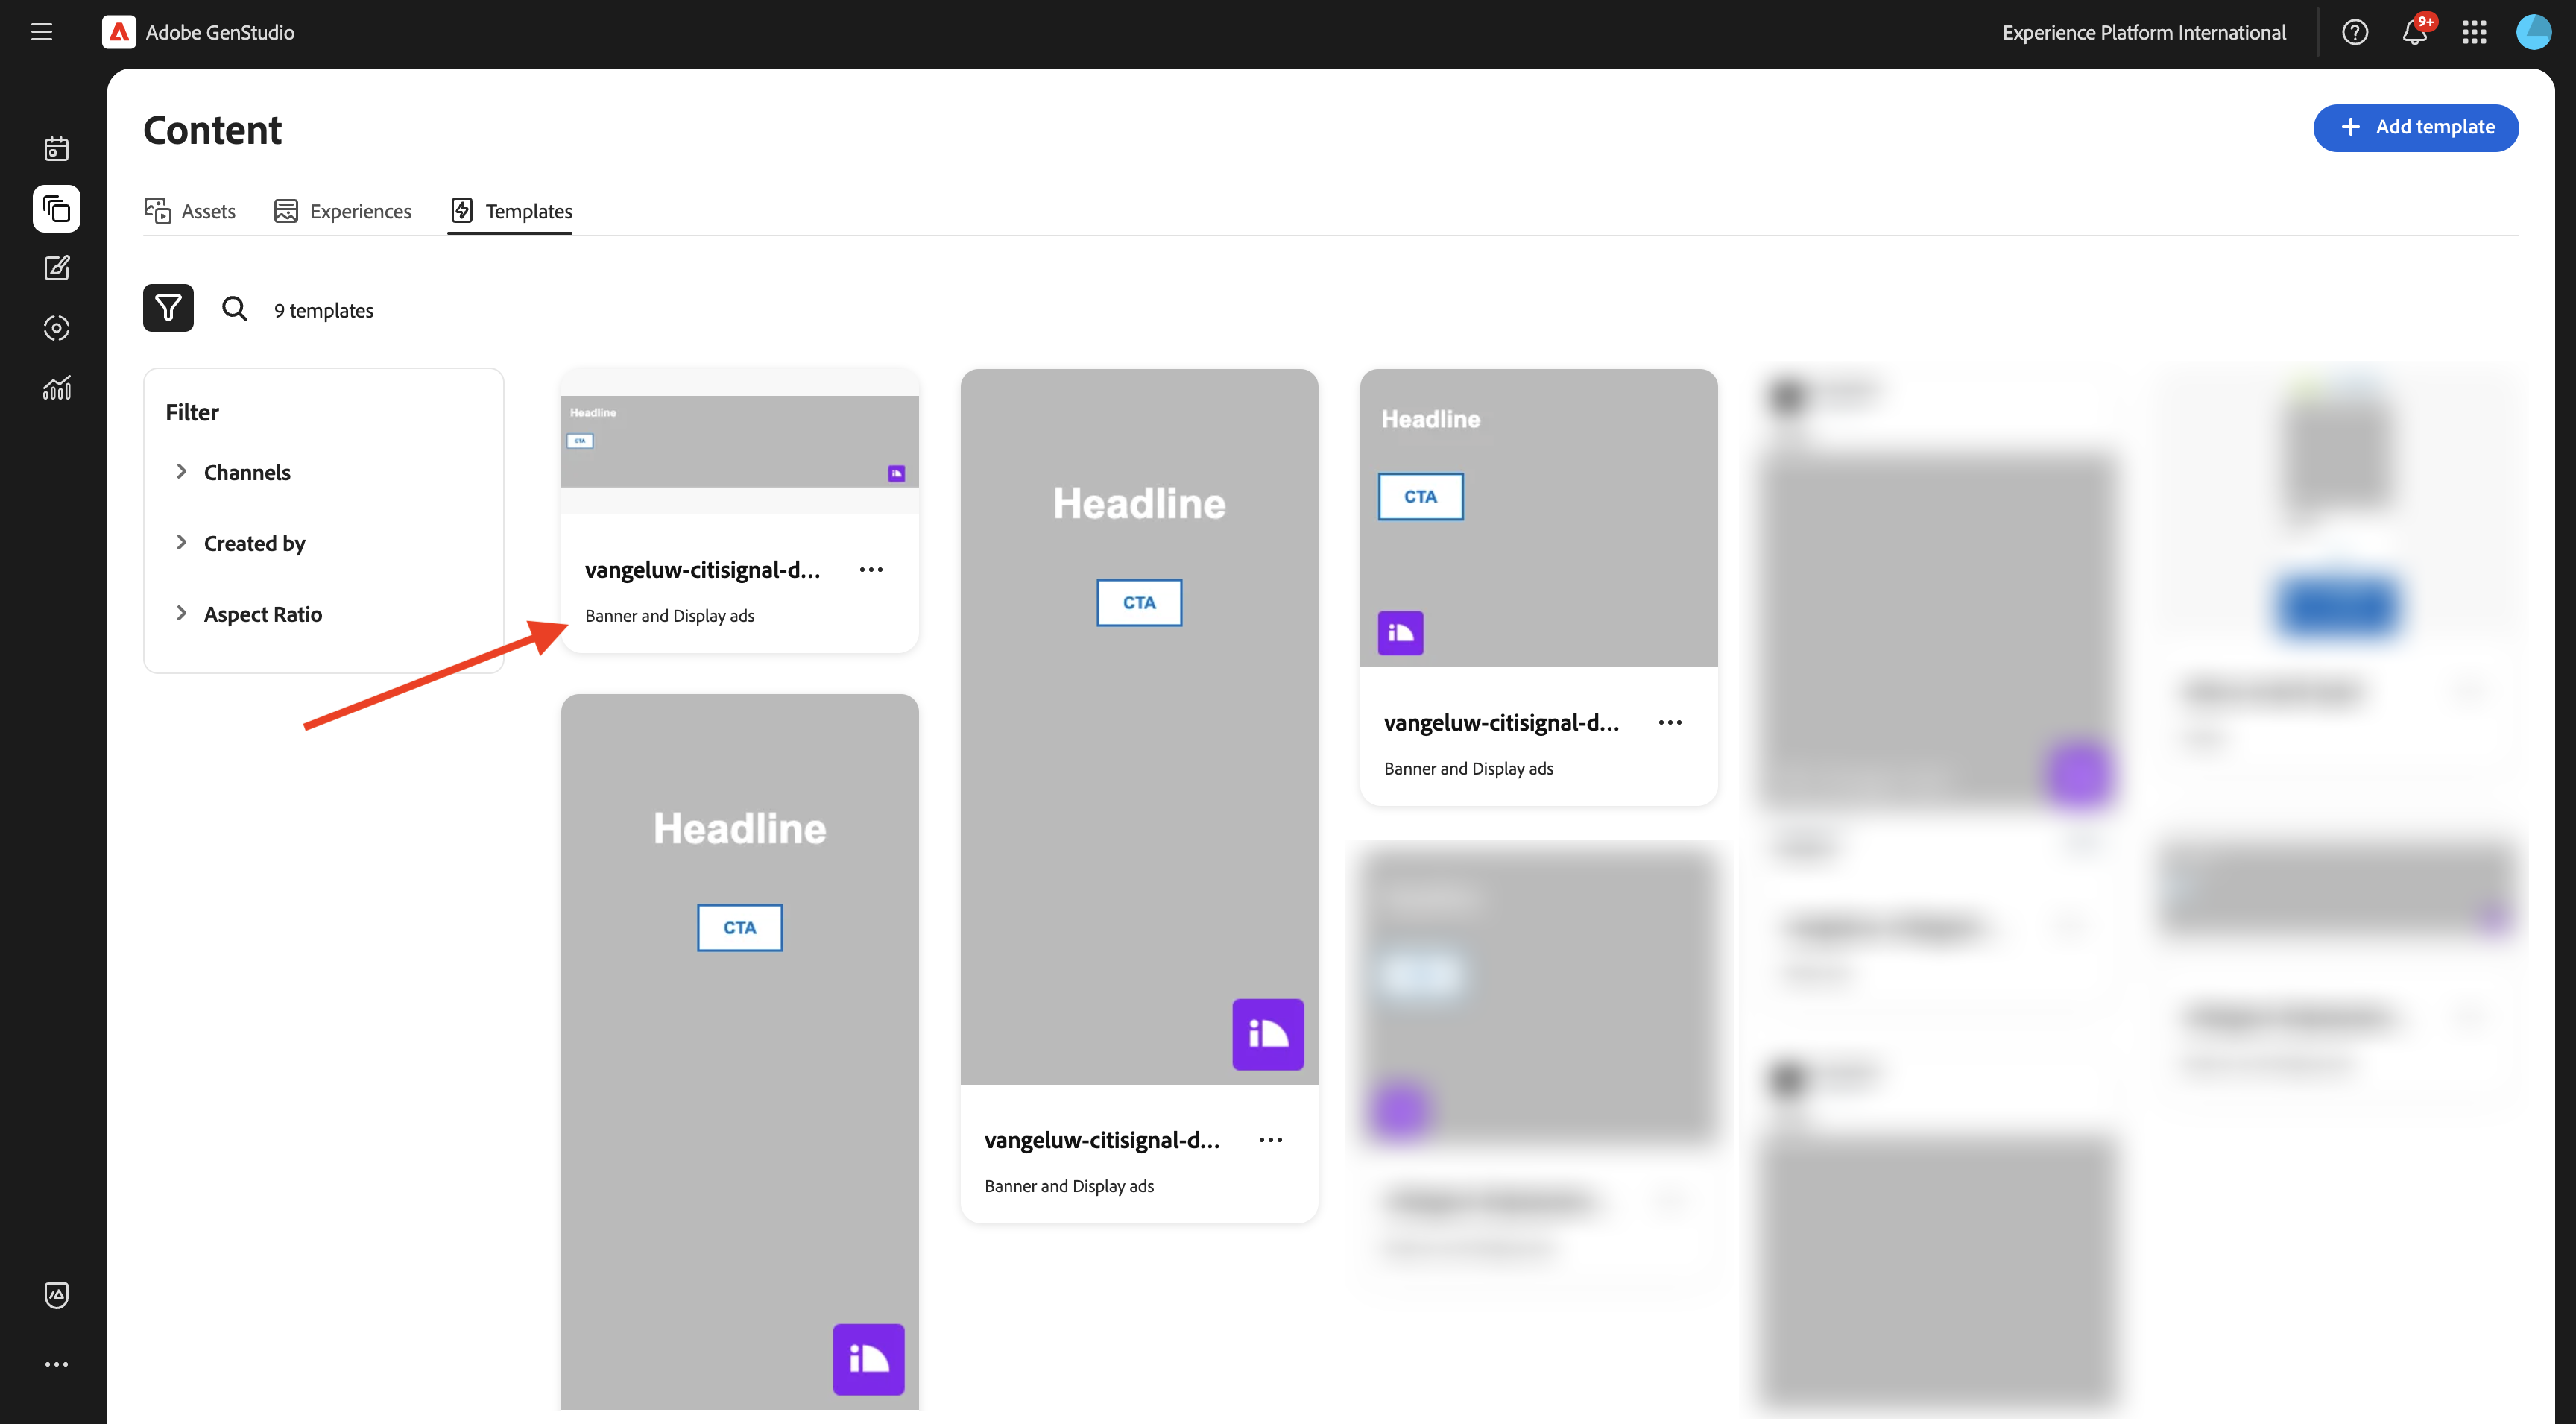 Adobe GenStudio
Experience Platform International
9+
Content
Add template
Assets
Experiences
Templates
9 templates
Filter
Channels
Created by
Aspect Ratio
Headline
CTA
vangeluw-citisignal-d...
Banner and Display ads
Headline
CTA
Headline
CTA
vangeluw-citisignal-d...
Banner and Display ads
Headline
CTA
vangeluw-citisignal-d...
Banner and Display ads